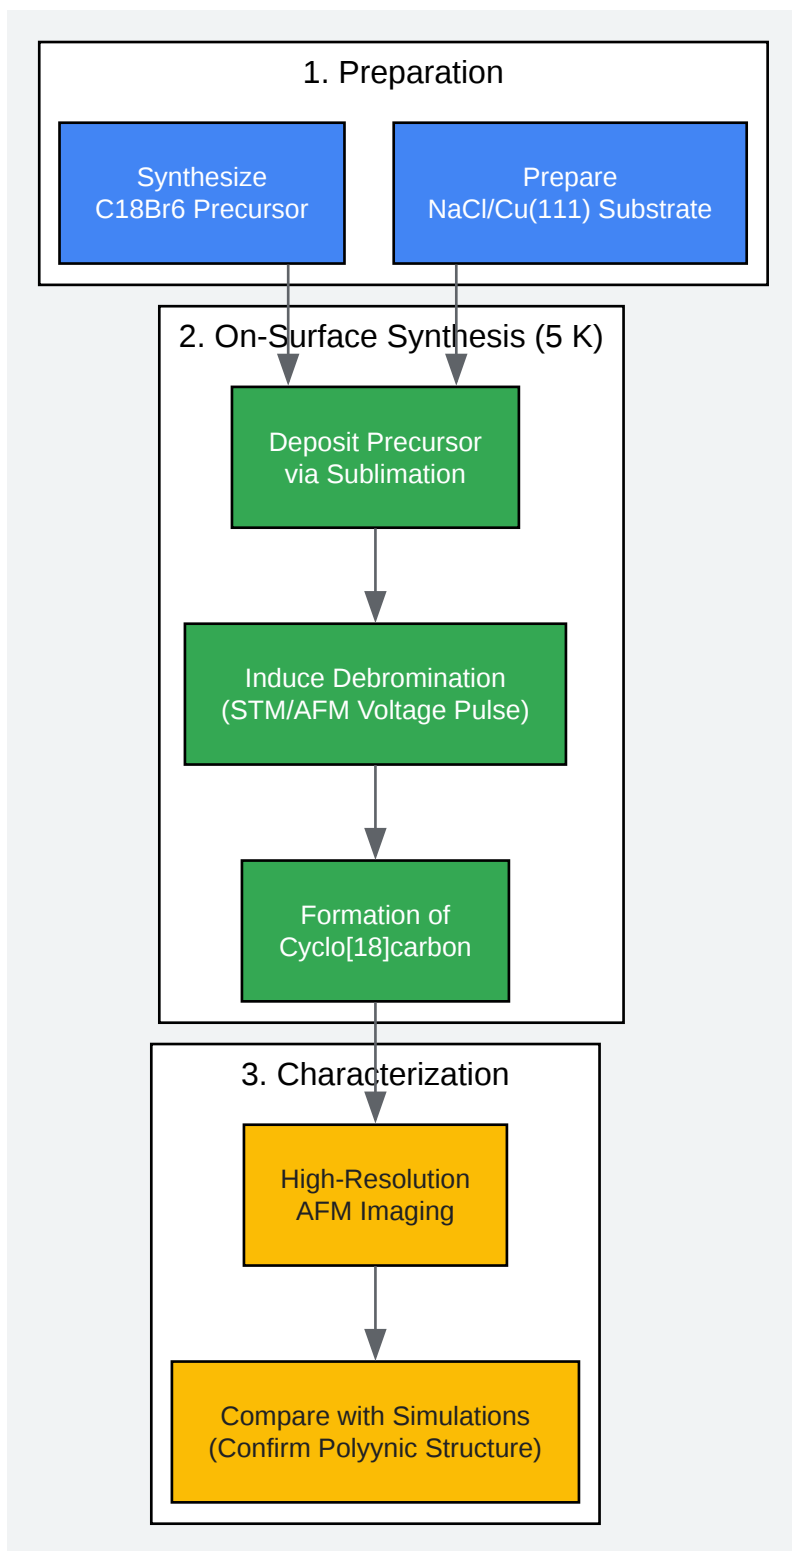 1. Preparation
Synthesize
C18Br6 Precursor
Prepare
NaCl/Cu(111) Substrate
2. On-Surface Synthesis (5 K)
Deposit Precursor
via Sublimation
Induce Debromination
(STM/AFM Voltage Pulse)
Formation of
Cyclo[18]carbon
3. Characterization
High-Resolution
AFM Imaging
Compare with Simulations
(Confirm Polyynic Structure)